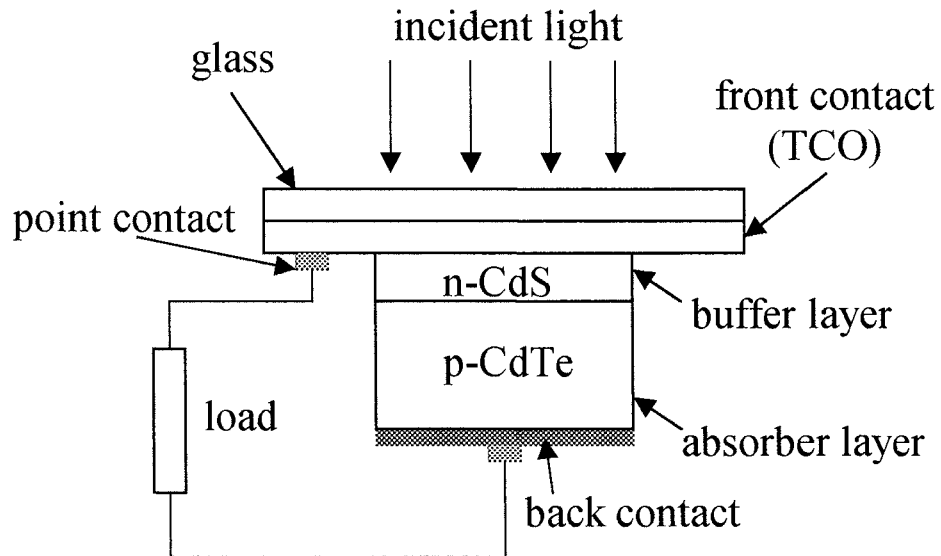 incident light
glass
front contact
(TCO)
point contact
n-CdS
buffer layer
p-CdTe
load
absorber layer
back contact